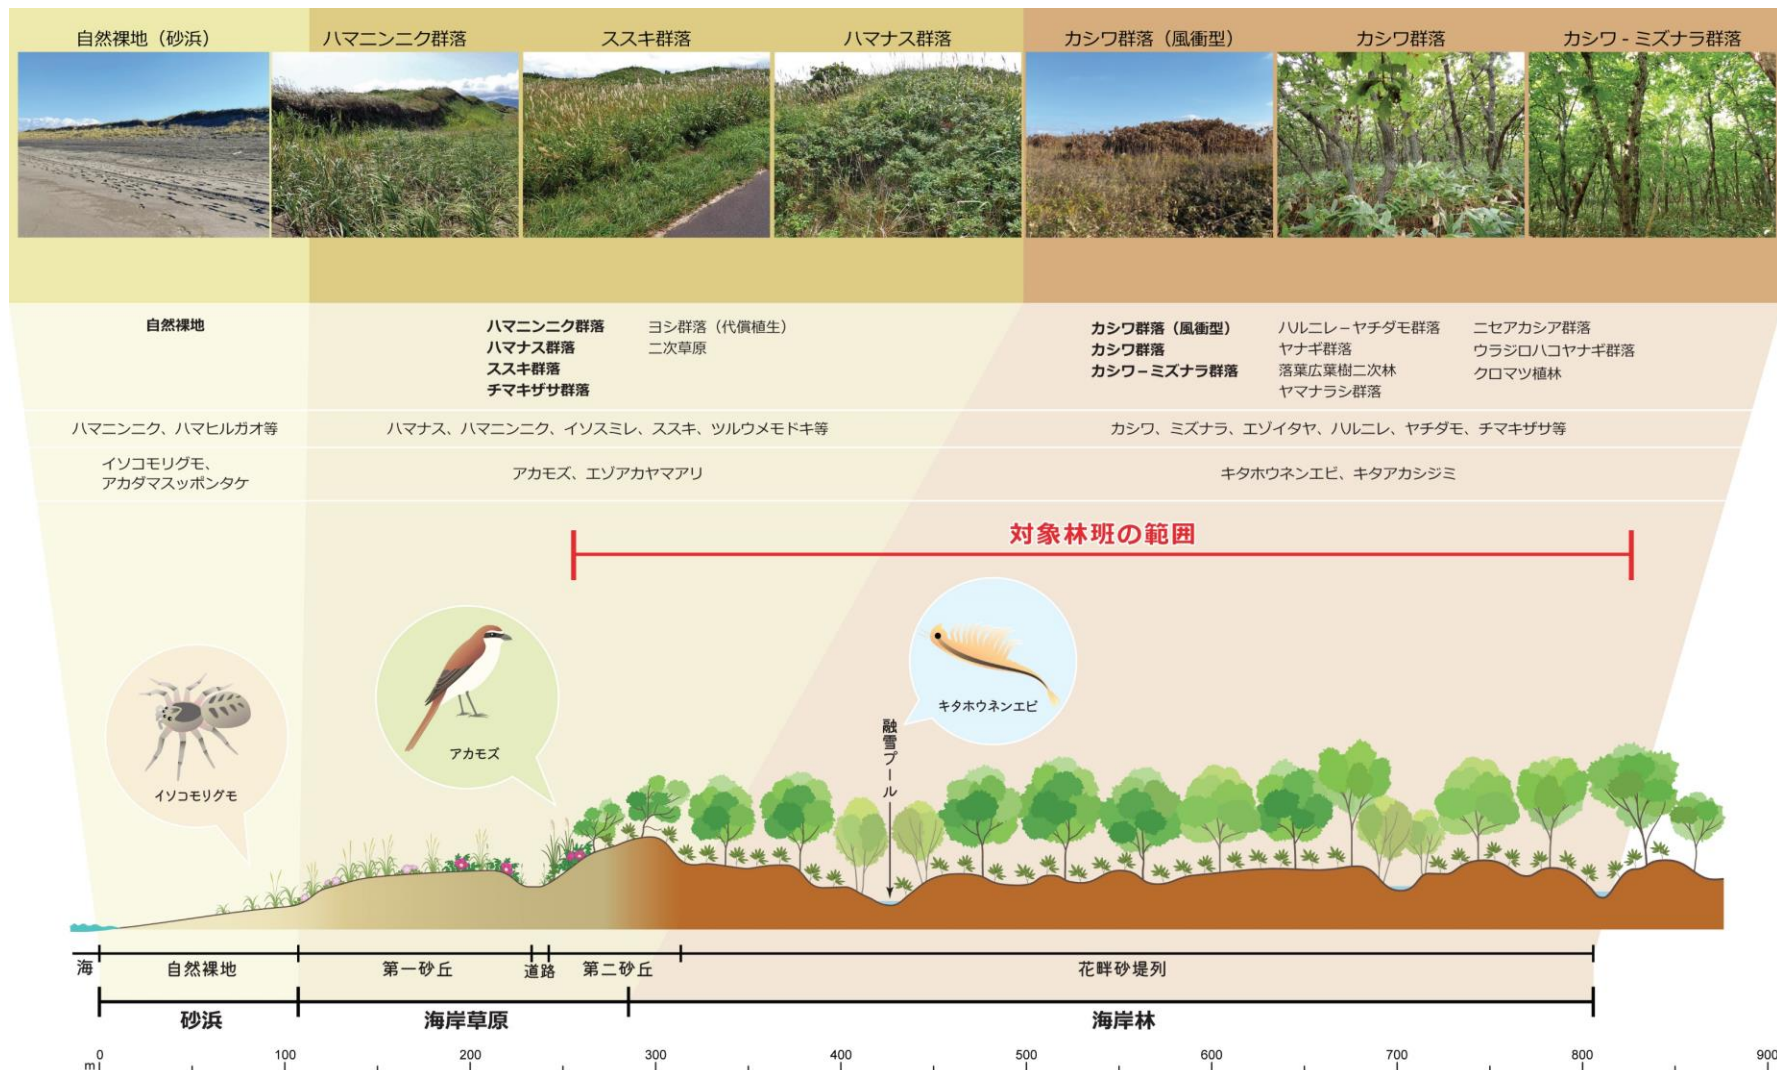 自然裸地（砂浜）
ハマニンニク群落
ススキ群落
ハマナス群落
カシワ群落（風衝型）
カシワ群落
カシワ - ミズナラ群落
自然裸地
ハマニンニク群落
ハマナス群落
ススキ群落
チマキザサ群落
ヨシ群落（代償植生）
二次草原
カシワ群落（風衝型）
カシワ群落
カシワ－ミズナラ群落
ハルニレ－ヤチダモ群落
ヤナギ群落
落葉広葉樹二次林
ヤマナラシ群落
ニセアカシア群落
ウラジロハコヤナギ群落
クロマツ植林
ハマニンニク、ハマヒルガオ等
ハマナス、ハマニンニク、イソスミレ、ススキ、ツルウメモドキ等
カシワ、ミズナラ、エゾイタヤ、ハルニレ、ヤチダモ、チマキザサ等
イソコモリグモ、
アカダマスッポンタケ
アカモズ、エゾアカヤマアリ
キタホウネンエビ、キタアカシジミ
対象林班の範囲
イソコモリグモ
アカモズ
キタホウネンエビ
融雪プール
海
自然裸地
第一砂丘
道路
第二砂丘
花畔砂堤列
砂浜
海岸草原
海岸林
m 0 100 200 300 400 500 600 700 800 900